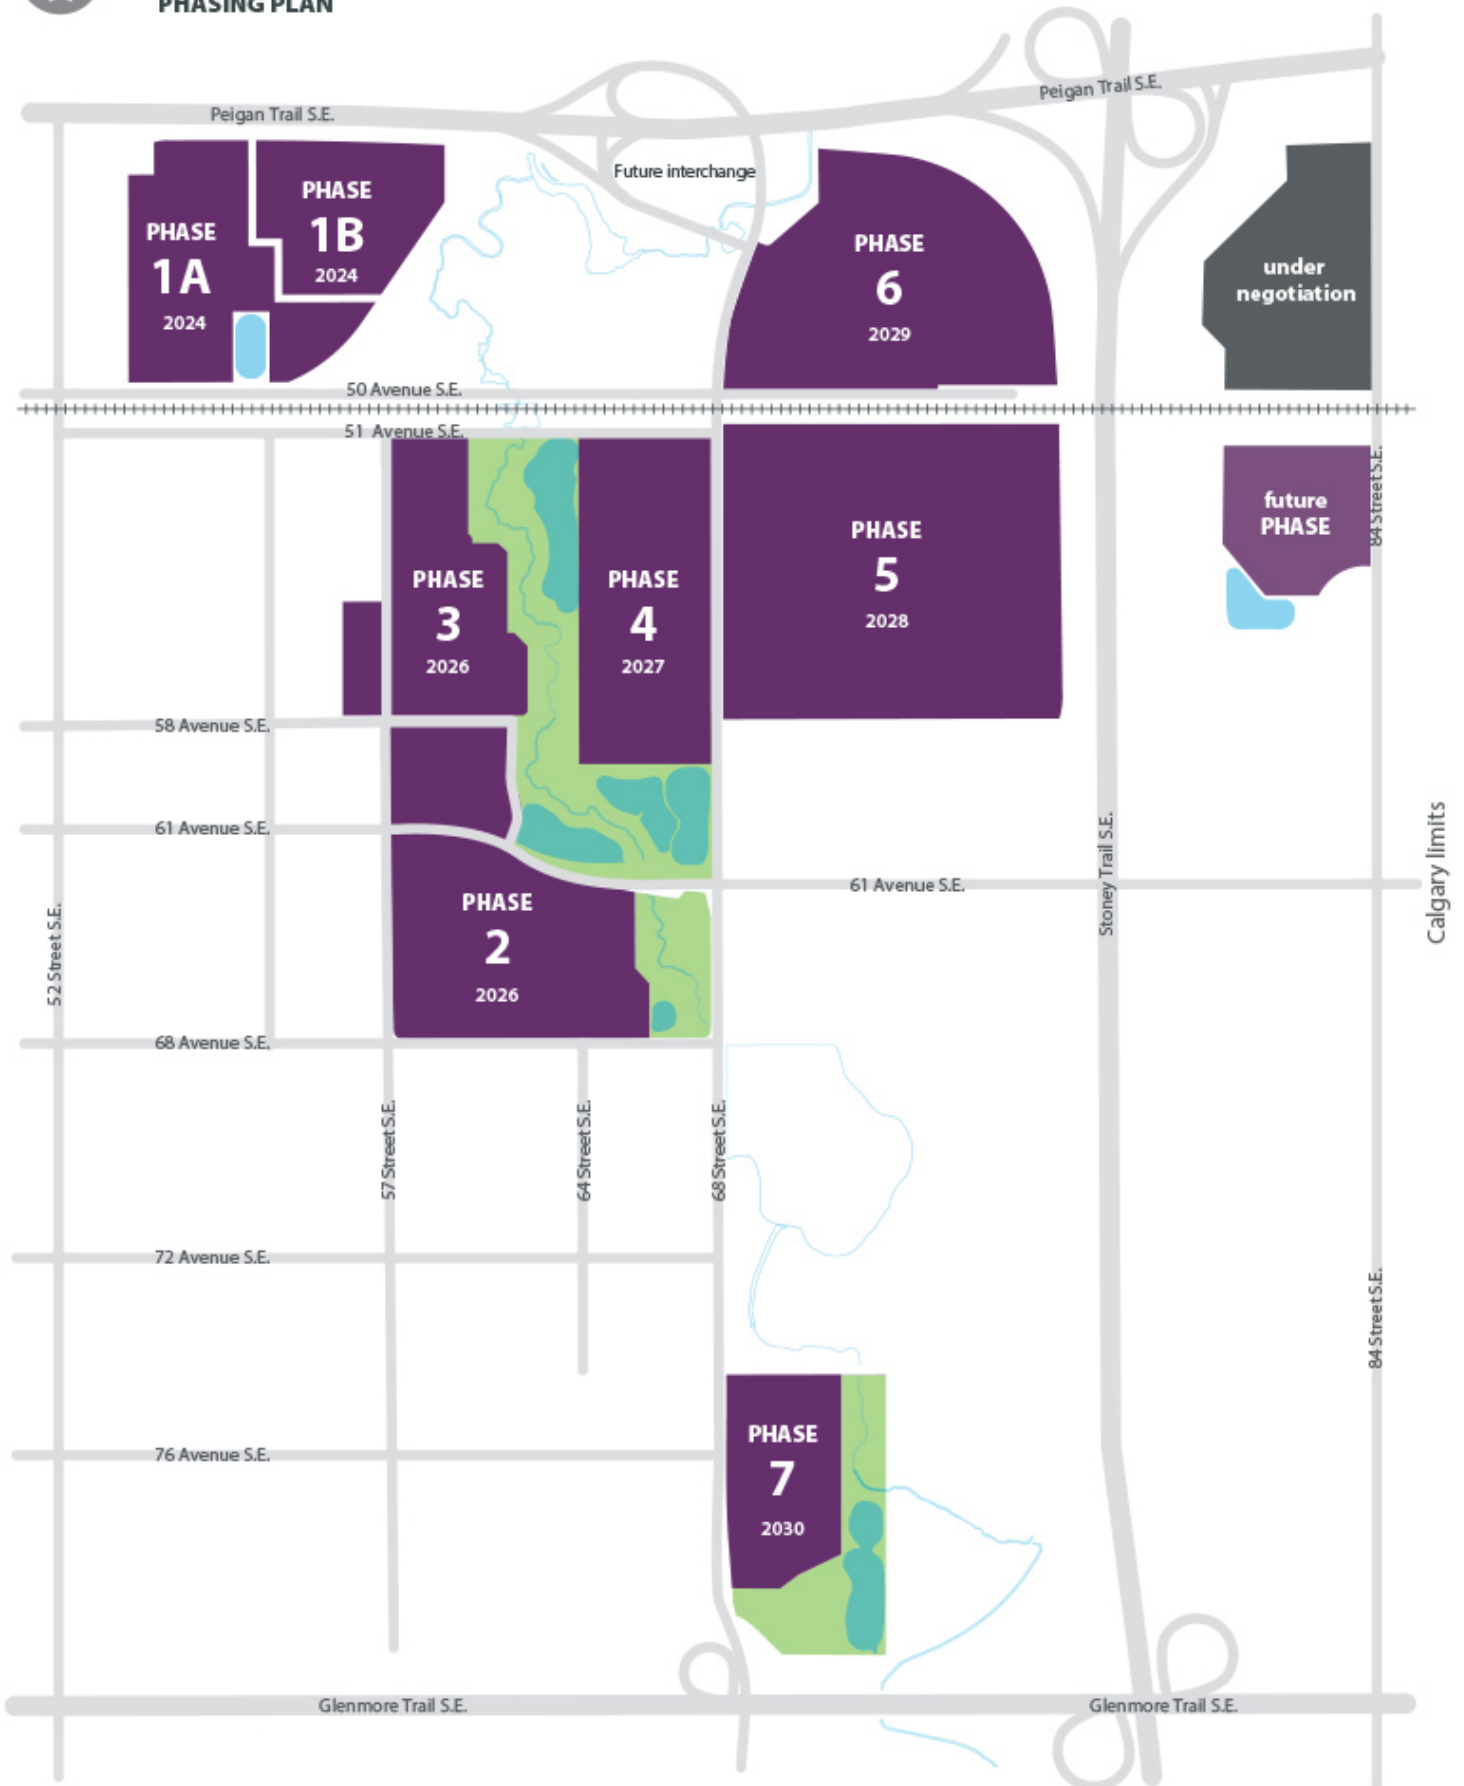 PHASING PLAN
Peigan Trail S.E.
Peigan Trail S.E.
Future interchange
PHASE
1A
2024
PHASE
1B
2024
PHASE
6
2029
under
negotiation
50 Avenue S.E.
51 Avenue S.E.
PHASE
3
2026
PHASE
4
2027
PHASE
5
2028
future
PHASE
84 Street S.E.
58 Avenue S.E.
61 Avenue S.E.
61 Avenue S.E.
Stoney Trail S.E.
Calgary limits
52 Street S.E.
PHASE
2
2026
68 Avenue S.E.
57 Street S.E.
64 Street S.E.
68 Street S.E.
72 Avenue S.E.
84 Street S.E.
76 Avenue S.E.
PHASE
7
2030
Glenmore Trail S.E.
Glenmore Trail S.E.